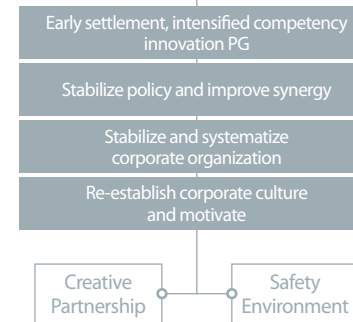 Early settlement, intensified competency
innovation PG
Stabilize policy and improve synergy
Stabilize and systematize
corporate organization
Re-establish corporate culture
and motivate
Creative
Partnership
Safety
Environment